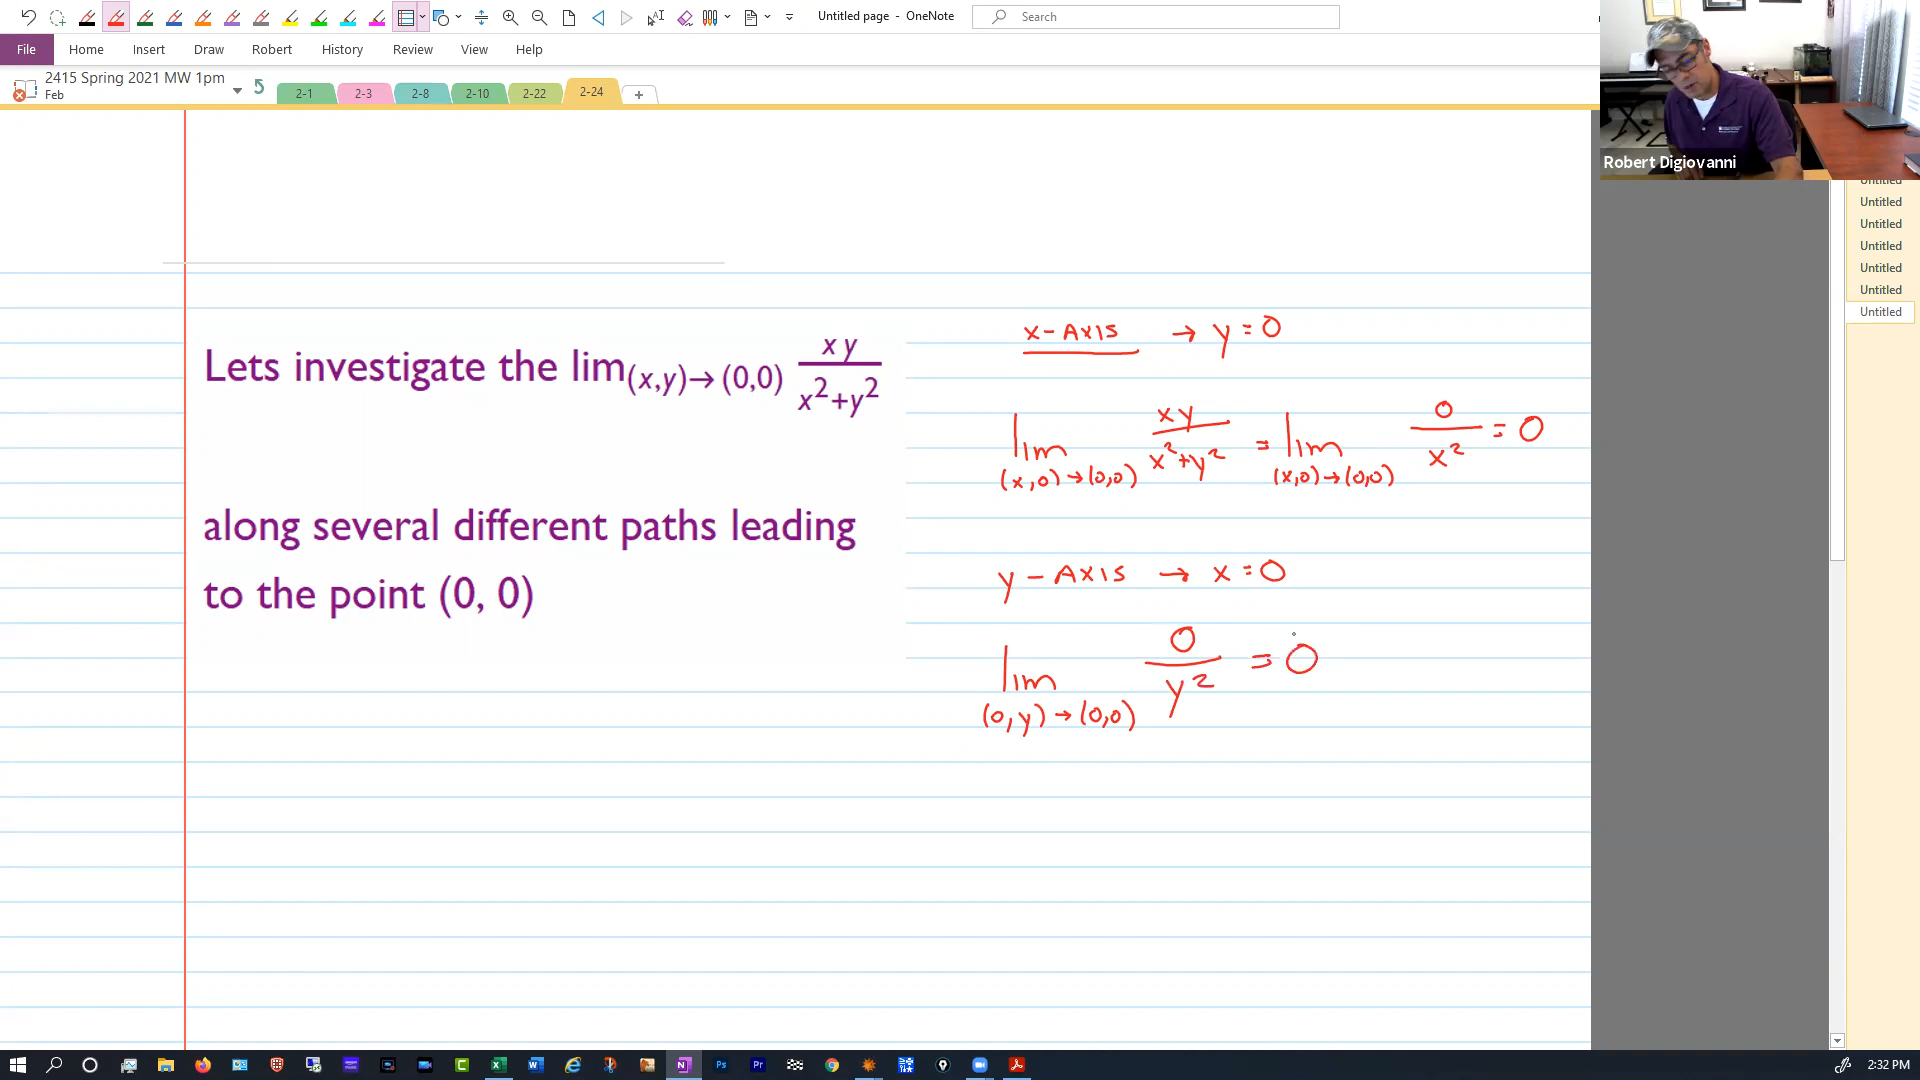 Untitled page - OneNote
Search
File Home Insert Draw Robert History Review View Help
2415 Spring 2021 MW 1pm
Feb
2-1 2-3 2-8 2-10 2-22 2-24 +
Robert Digiovanni
Untitled
Untitled
Untitled
Untitled
Untitled
Untitled
Untitled
Lets investigate the lim(x,y)→(0,0) xy/(x²+y²)
along several different paths leading
to the point (0, 0)
x-AXIS → y=0
lim (x,0)→(0,0) xy/(x²+y²) = lim (x,0)→(0,0) 0/x² = 0
y-AXIS → x=0
lim (0,y)→(0,0) 0/y² = 0
2:32 PM